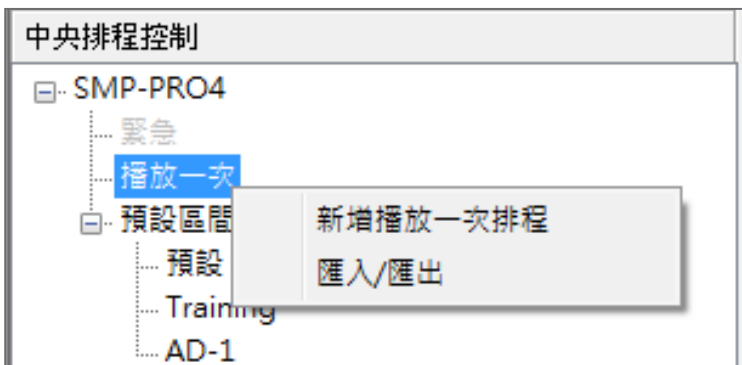 中央排程控制
SMP-PRO4
緊急
播放一次
新增播放一次排程
預設區間
匯入/匯出
預設
Training
AD-1